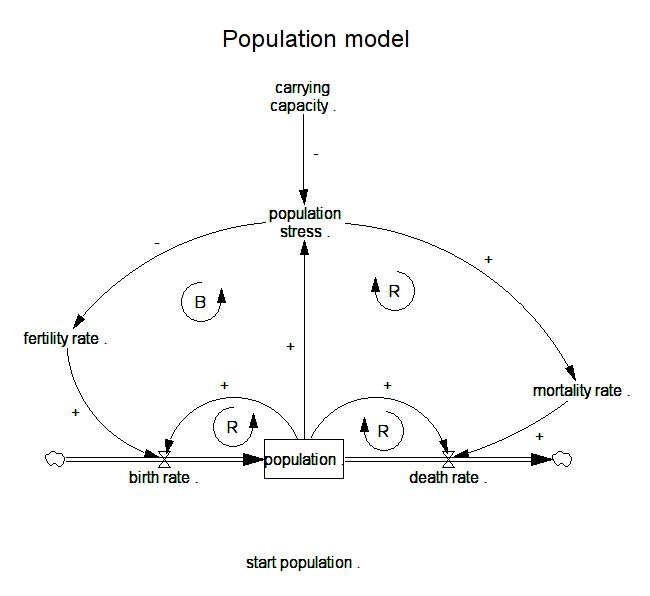 Population model
carrying
capacity .
-
population
stress .
-
+
B
R
fertility rate .
+
mortality rate .
+
+
+
R
R
+
population .
birth rate .
death rate .
start population .